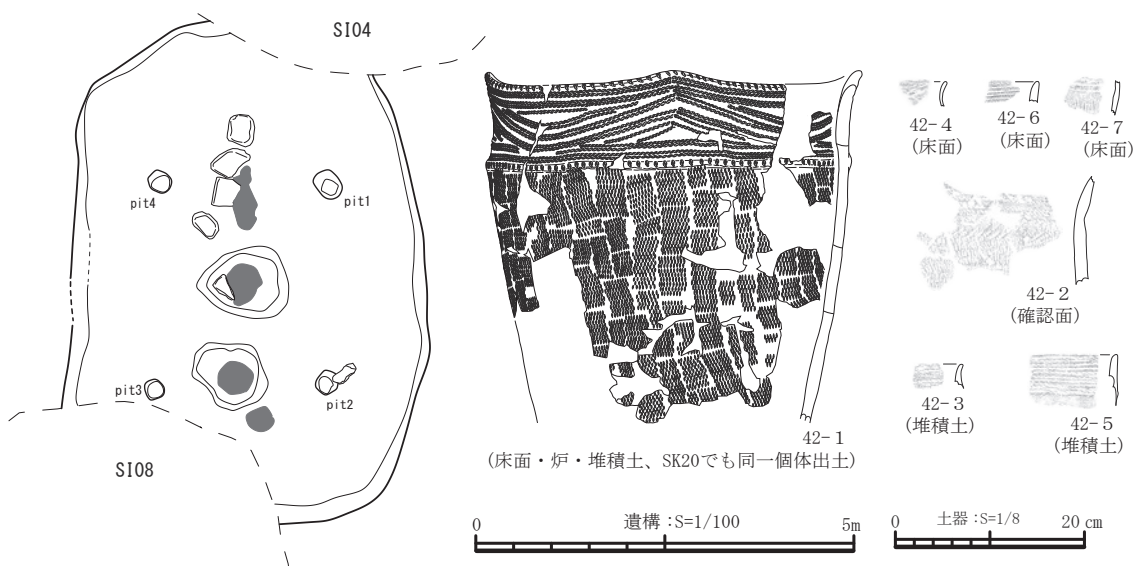 SI04
pit4
pit1
pit3
pit2
SI08
42-1
(床面・炉・堆積土、SK20でも同一個体出土)
42-4
(床面)
42-6
(床面)
42-7
(床面)
42-2
(確認面)
42-3
(堆積土)
42-5
(堆積土)
0 遺構:S=1/100 5m
0 土器:S=1/8 20 cm